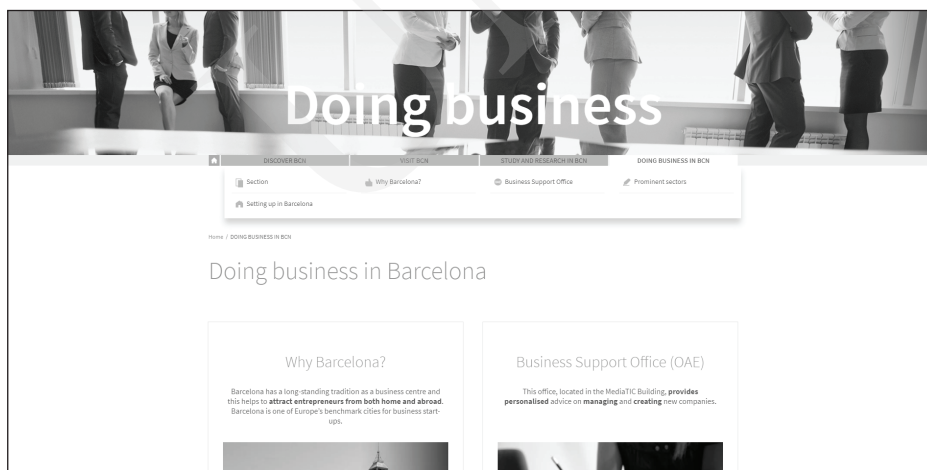 Doing business
DISCOVER BCN
VISIT BCN
STUDY AND RESEARCH IN BCN
DOING BUSINESS IN BCN
Section
Why Barcelona?
Business Support Office
Prominent sectors
Setting up in Barcelona
Home / DOING BUSINESS IN BCN
Doing business in Barcelona
Why Barcelona?
Barcelona has a long-standing tradition as a business centre and
this helps to attract entrepreneurs from both home and abroad.
Barcelona is one of Europe's benchmark cities for business start-
ups.
Business Support Office (OAE)
This office, located in the MediaTIC Building, provides
personalised advice on managing and creating new companies.